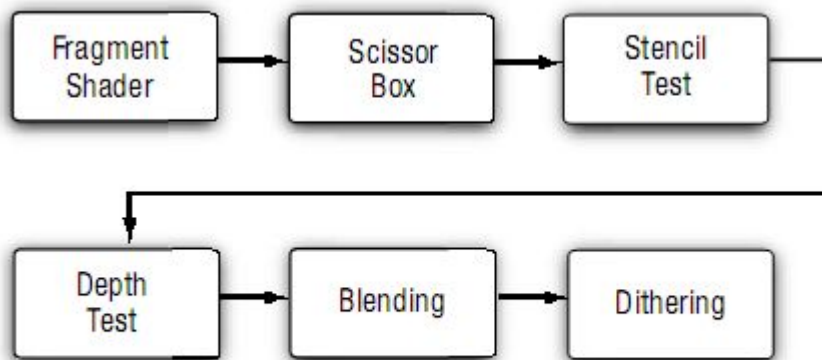 Fragment
Shader
Scissor
Box
Stencil
Test
Depth
Test
Blending
Dithering